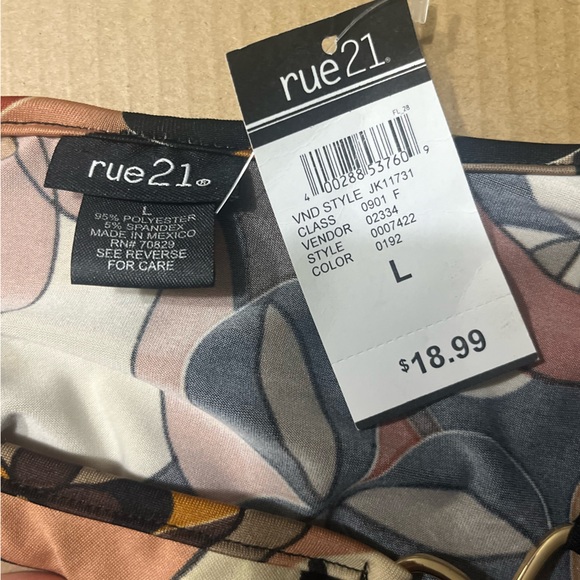 rue21®
FL 28
4 00288 53760 9
VND STYLE JK11731
CLASS 0901 F
VENDOR 02334
STYLE 0007422
COLOR 0192
L
$18.99
rue21®
L
95% POLYESTER
5% SPANDEX
MADE IN MEXICO
RN# 70829
SEE REVERSE
FOR CARE